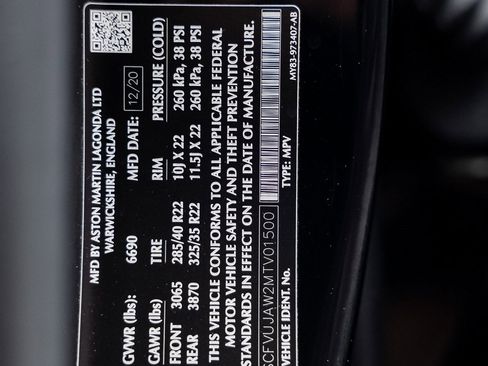 MFD BY ASTON MARTIN LAGONDA LTD
WARWICKSHIRE, ENGLAND
GVWR (lbs) 6690 MFD DATE: 12/20
GAWR (lbs) TIRE RIM PRESSURE (COLD)
FRONT 3065 285/40 R22 10J X 22 260 kPa, 38 PSI
REAR 3870 325/35 R22 11.5J X 22 260 kPa, 38 PSI
THIS VEHICLE CONFORMS TO ALL APPLICABLE FEDERAL
MOTOR VEHICLE SAFETY AND THEFT PREVENTION
STANDARDS IN EFFECT ON THE DATE OF MANUFACTURE.
SCFVUJAW2MTV01500
VEHICLE IDENT. No. TYPE: MPV
MY83-973407-AB